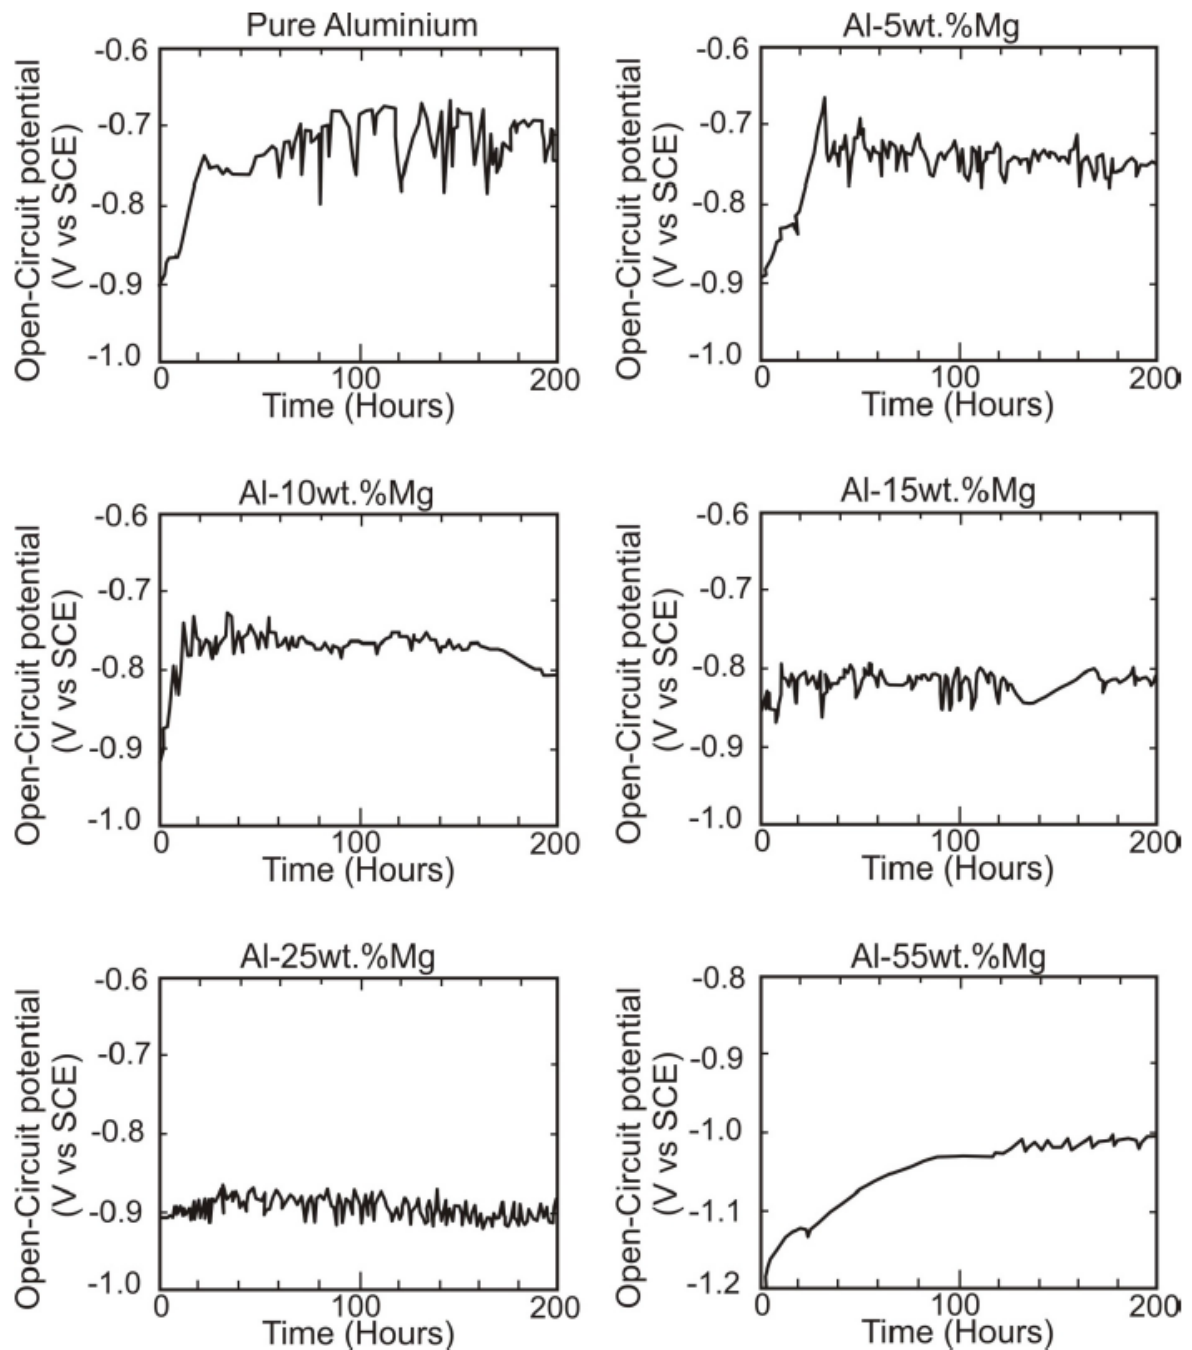 Pure Aluminium
Open-Circuit potential
(V vs SCE)
-0.6
-0.7
-0.8
-0.9
-1.0
0
100
200
Time (Hours)
Al-5wt.%Mg
Open-Circuit potential
(V vs SCE)
-0.6
-0.7
-0.8
-0.9
-1.0
0
100
200
Time (Hours)
Al-10wt.%Mg
Open-Circuit potential
(V vs SCE)
-0.6
-0.7
-0.8
-0.9
-1.0
0
100
200
Time (Hours)
Al-15wt.%Mg
Open-Circuit potential
(V vs SCE)
-0.6
-0.7
-0.8
-0.9
-1.0
0
100
200
Time (Hours)
Al-25wt.%Mg
Open-Circuit potential
(V vs SCE)
-0.6
-0.7
-0.8
-0.9
-1.0
0
100
200
Time (Hours)
Al-55wt.%Mg
Open-Circuit potential
(V vs SCE)
-0.8
-0.9
-1.0
-1.1
-1.2
0
100
200
Time (Hours)